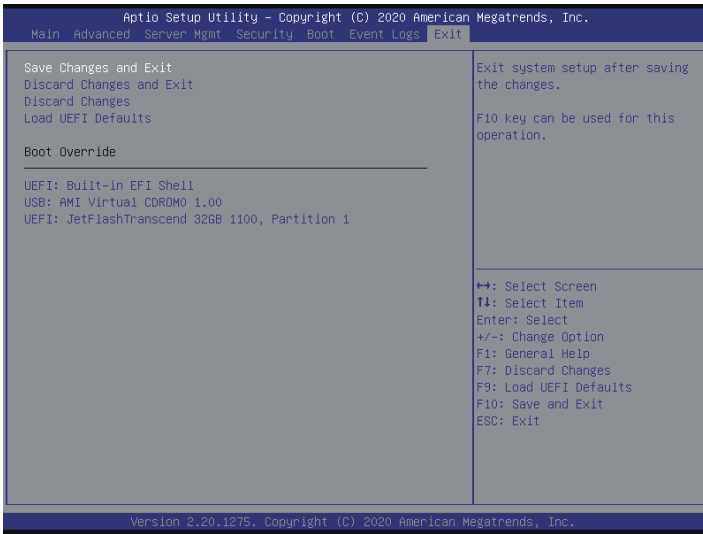 Aptio Setup Utility – Copyright (C) 2020 American Megatrends, Inc.
Main Advanced Server Mgmt Security Boot Event Logs Exit
Save Changes and Exit
Discard Changes and Exit
Discard Changes
Load UEFI Defaults
Boot Override
UEFI: Built-in EFI Shell
USB: AMI Virtual CDROM0 1.00
UEFI: JetFlashTranscend 32GB 1100, Partition 1
Exit system setup after saving
the changes.
F10 key can be used for this
operation.
↔: Select Screen
↑↓: Select Item
Enter: Select
+/-: Change Option
F1: General Help
F7: Discard Changes
F9: Load UEFI Defaults
F10: Save and Exit
ESC: Exit
Version 2.20.1275. Copyright (C) 2020 American Megatrends, Inc.